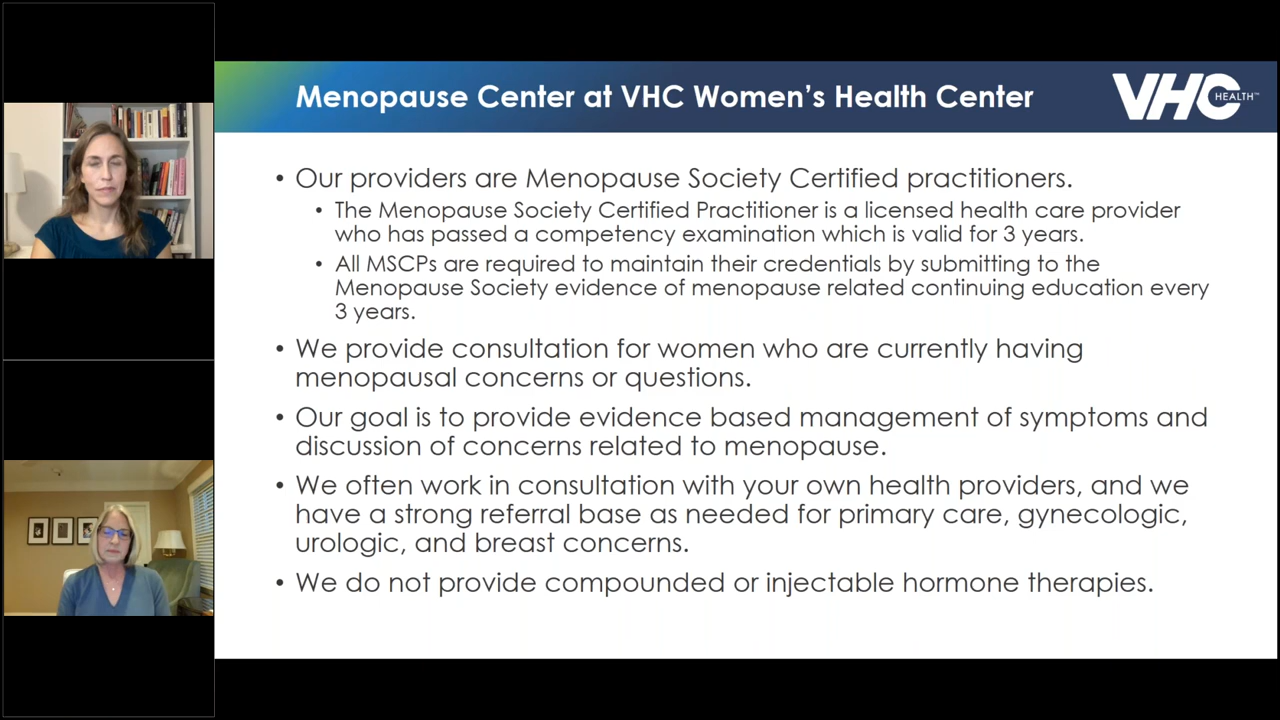 Menopause Center at VHC Women's Health Center
VHC HEALTH™
• Our providers are Menopause Society Certified practitioners.
• The Menopause Society Certified Practitioner is a licensed health care provider
who has passed a competency examination which is valid for 3 years.
• All MSCPs are required to maintain their credentials by submitting to the
Menopause Society evidence of menopause related continuing education every
3 years.
• We provide consultation for women who are currently having
menopausal concerns or questions.
• Our goal is to provide evidence based management of symptoms and
discussion of concerns related to menopause.
• We often work in consultation with your own health providers, and we
have a strong referral base as needed for primary care, gynecologic,
urologic, and breast concerns.
• We do not provide compounded or injectable hormone therapies.